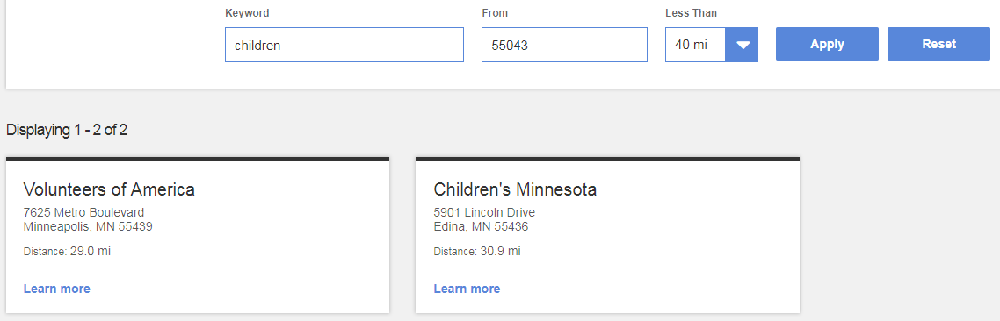 Keyword From Less Than
children 55043 40 mi Apply Reset
Displaying 1 - 2 of 2
Volunteers of America
7625 Metro Boulevard
Minneapolis, MN 55439
Distance: 29.0 mi
Learn more
Children's Minnesota
5901 Lincoln Drive
Edina, MN 55436
Distance: 30.9 mi
Learn more